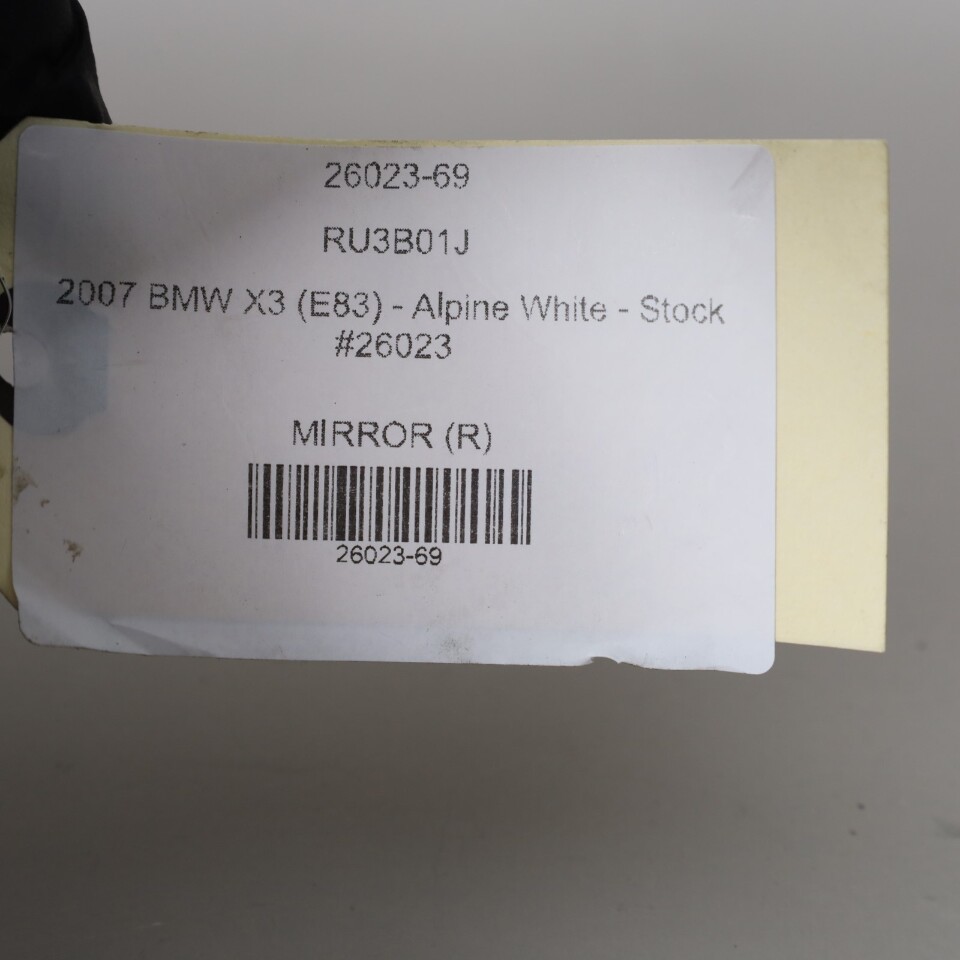 26023-69
RU3B01J
2007 BMW X3 (E83) - Alpine White - Stock
#26023
MIRROR (R)
26023-69